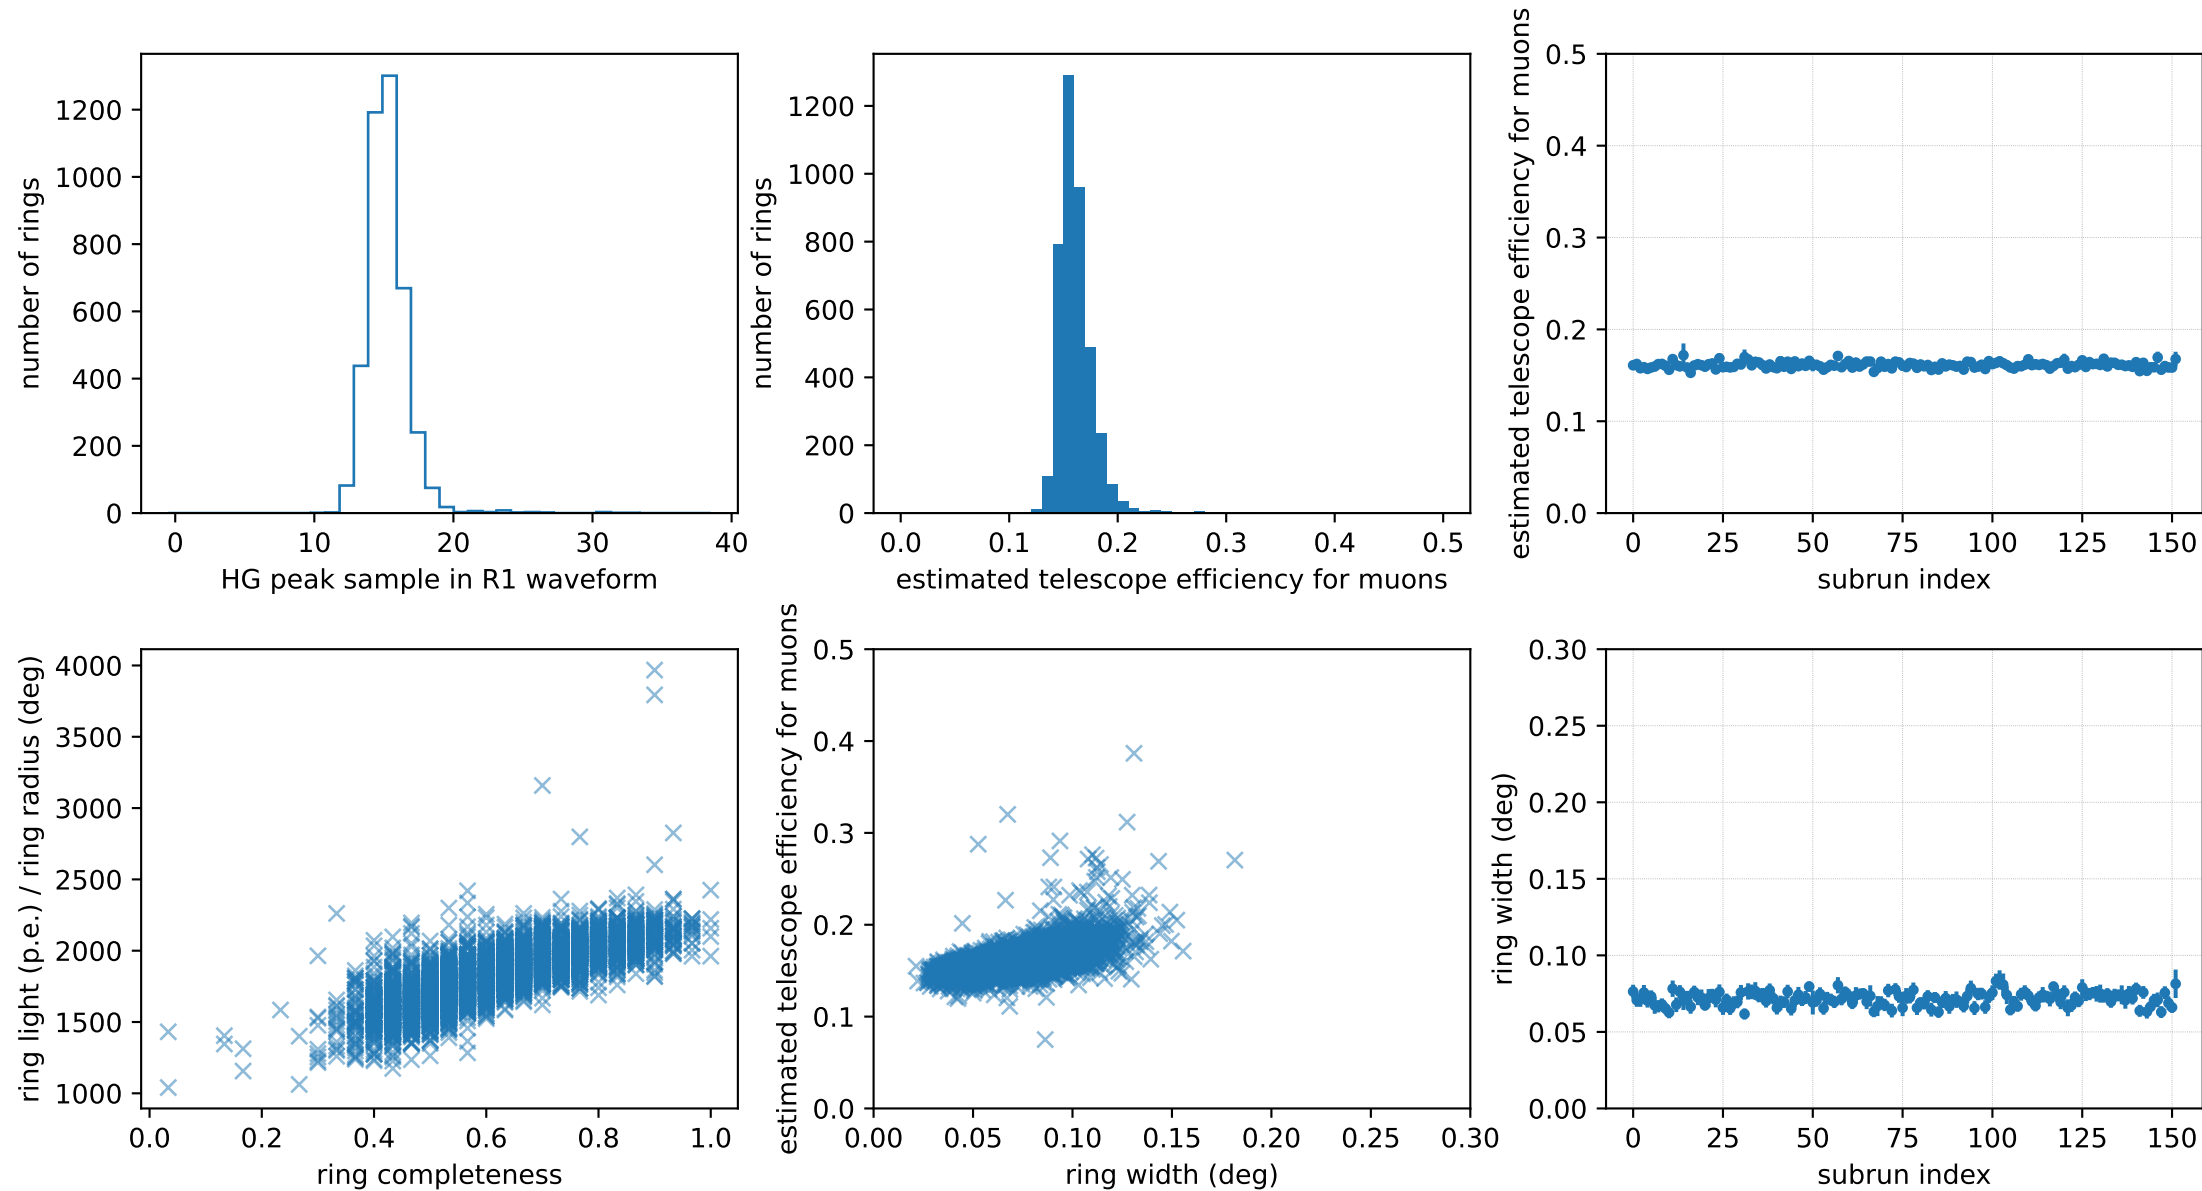 number of rings
1200
1000
800
600
400
200
0
0 10 20 30 40
HG peak sample in R1 waveform
number of rings
1200
1000
800
600
400
200
0
0.0 0.1 0.2 0.3 0.4 0.5
estimated telescope efficiency for muons
estimated telescope efficiency for muons
0.5
0.4
0.3
0.2
0.1
0.0
0 25 50 75 100 125 150
subrun index
ring light (p.e.) / ring radius (deg)
4000
3500
3000
2500
2000
1500
1000
0.0 0.2 0.4 0.6 0.8 1.0
ring completeness
estimated telescope efficiency for muons
0.5
0.4
0.3
0.2
0.1
0.0
0.00 0.05 0.10 0.15 0.20 0.25 0.30
ring width (deg)
ring width (deg)
0.30
0.25
0.20
0.15
0.10
0.05
0.00
0 25 50 75 100 125 150
subrun index